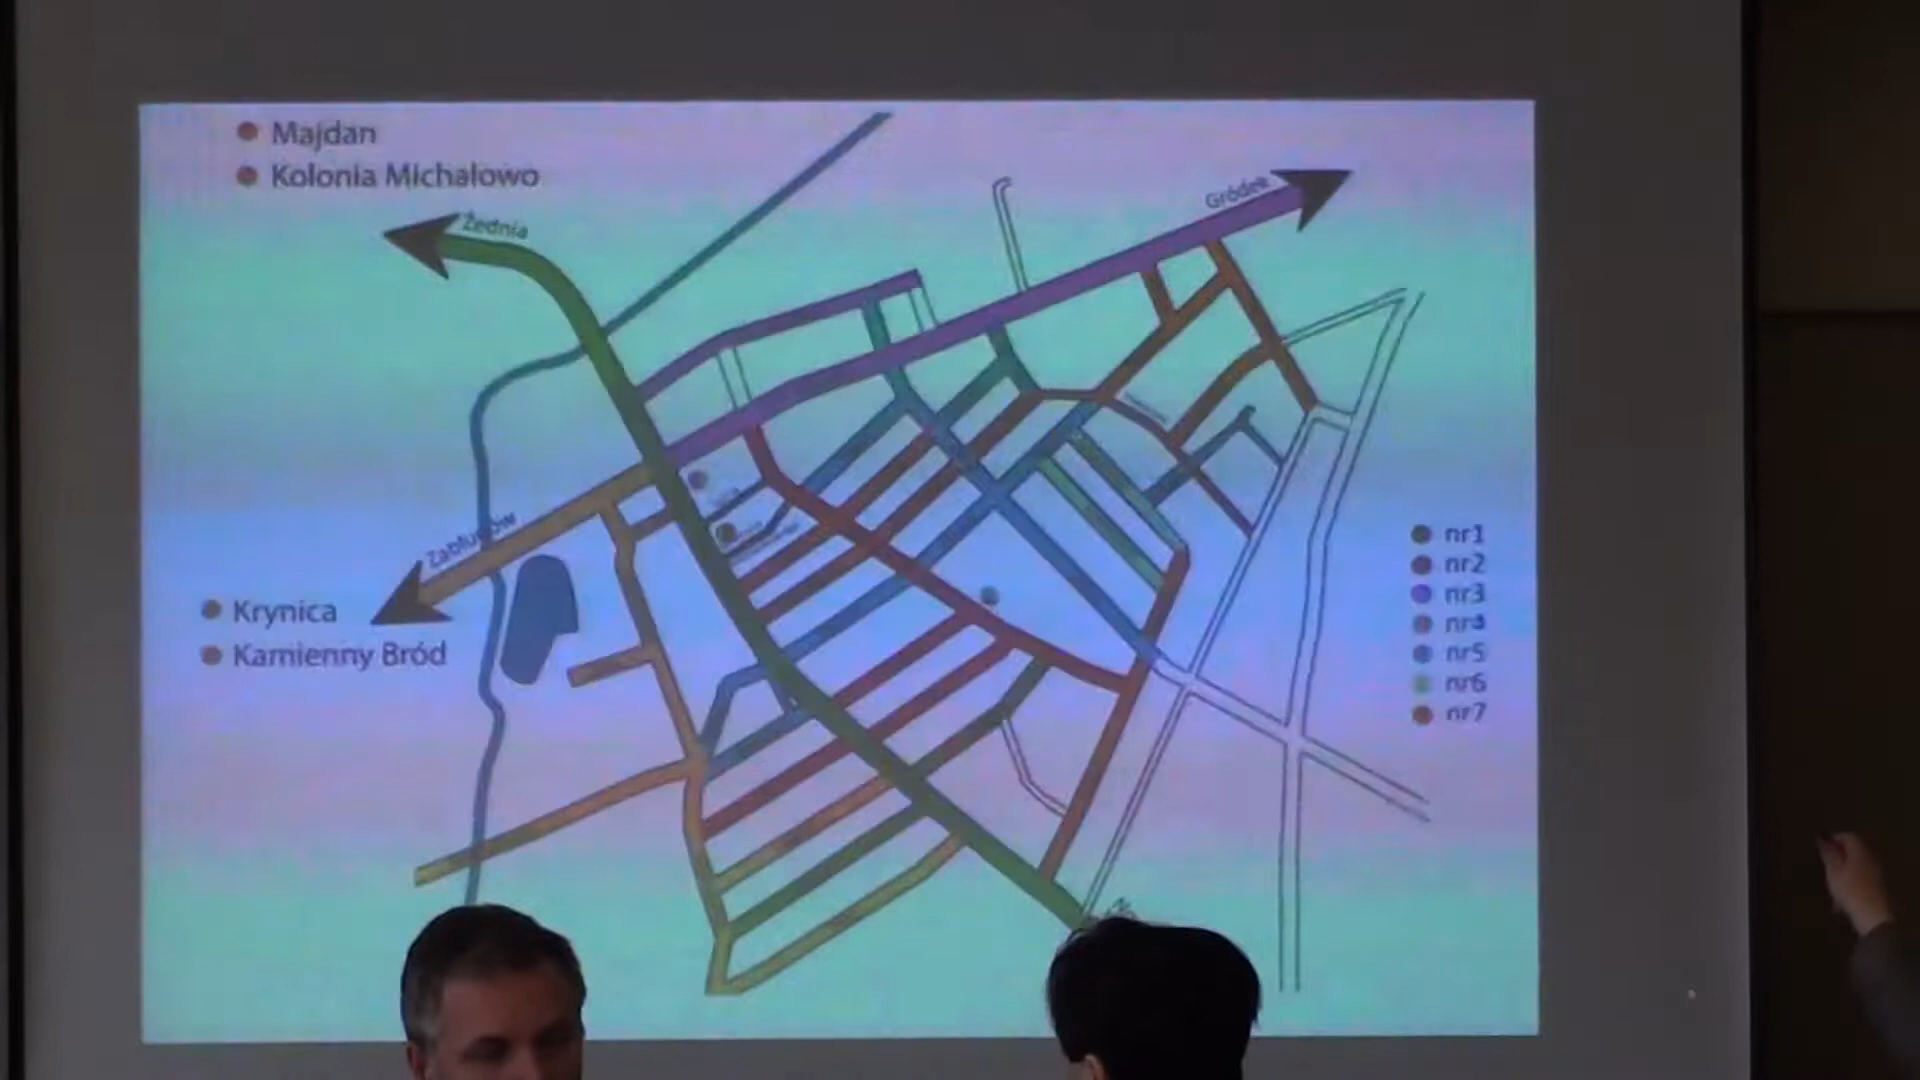 Majdan
Kolonia Michałowo
Żednia
Gródek
Zabłudów
Krynica
Kamienny Bród
nr1
nr2
nr3
nr4
nr5
nr6
nr7